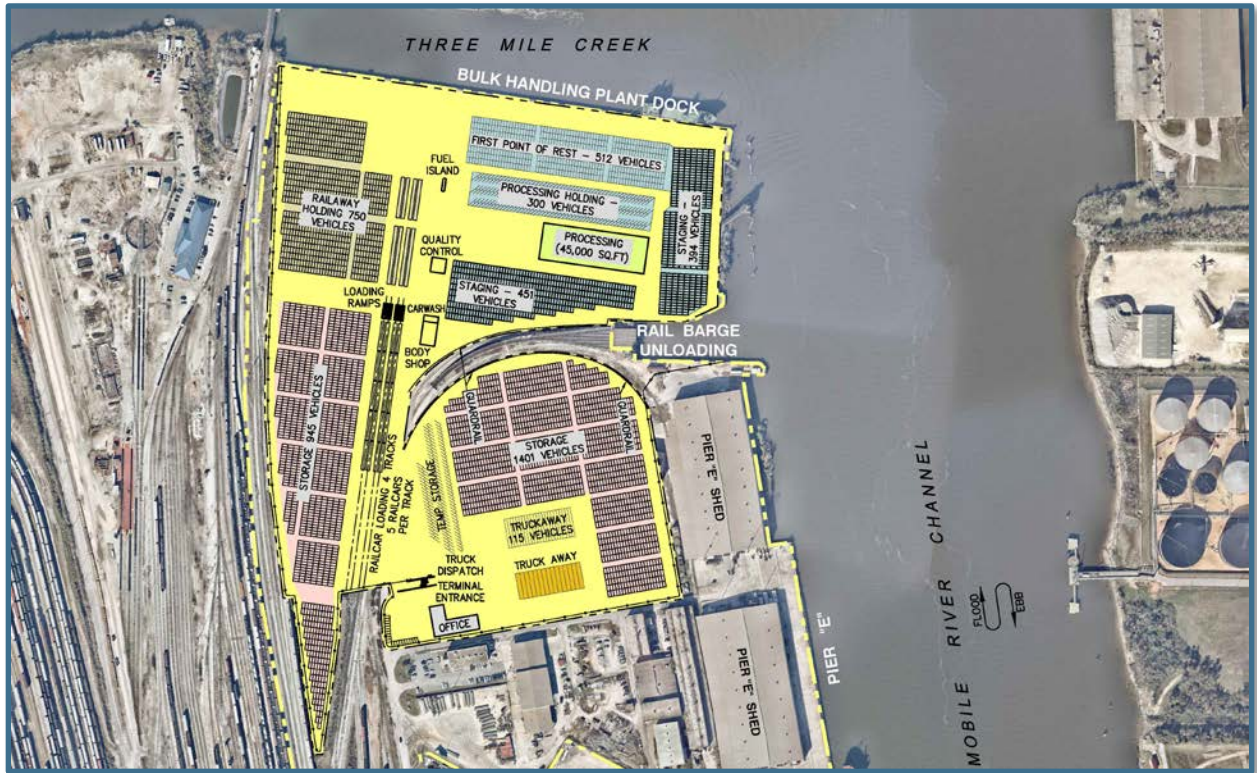 THREE MILE CREEK
BULK HANDLING PLANT DOCK
FIRST POINT OF REST – 512 VEHICLES
FUEL
ISLAND
PROCESSING HOLDING –
300 VEHICLES
RAILAWAY
HOLDING 750
VEHICLES
STAGING –
394 VEHICLES
PROCESSING
(45,000 SQ.FT)
QUALITY
CONTROL
STAGING – 451
VEHICLES
LOADING
RAMPS
CARWASH
BODY
SHOP
RAIL BARGE
UNLOADING
STORAGE 945 VEHICLES
GUARDRAIL
GUARDRAIL
STORAGE
1401 VEHICLES
RAILCAR LOADING 4 TRACKS
5 RAILCARS
PER TRACK
TEMP STORAGE
PIER "E" SHED
TRUCKAWAY
115 VEHICLES
TRUCK AWAY
TRUCK
DISPATCH
TERMINAL
ENTRANCE
OFFICE
PIER "E" SHED
PIER "E"
MOBILE RIVER CHANNEL
FLOOD
EBB